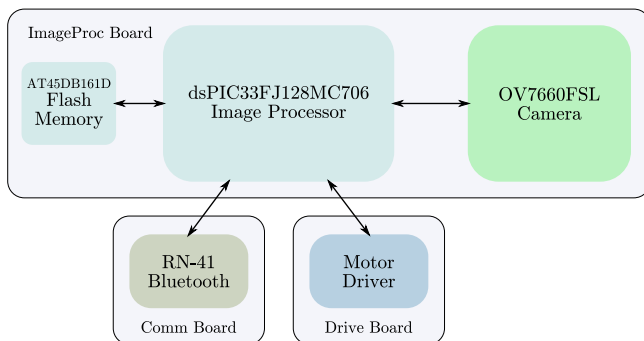 ImageProc Board
AT45DB161D
Flash
Memory
dsPIC33FJ128MC706
Image Processor
OV7660FSL
Camera
RN-41
Bluetooth
Comm Board
Motor
Driver
Drive Board